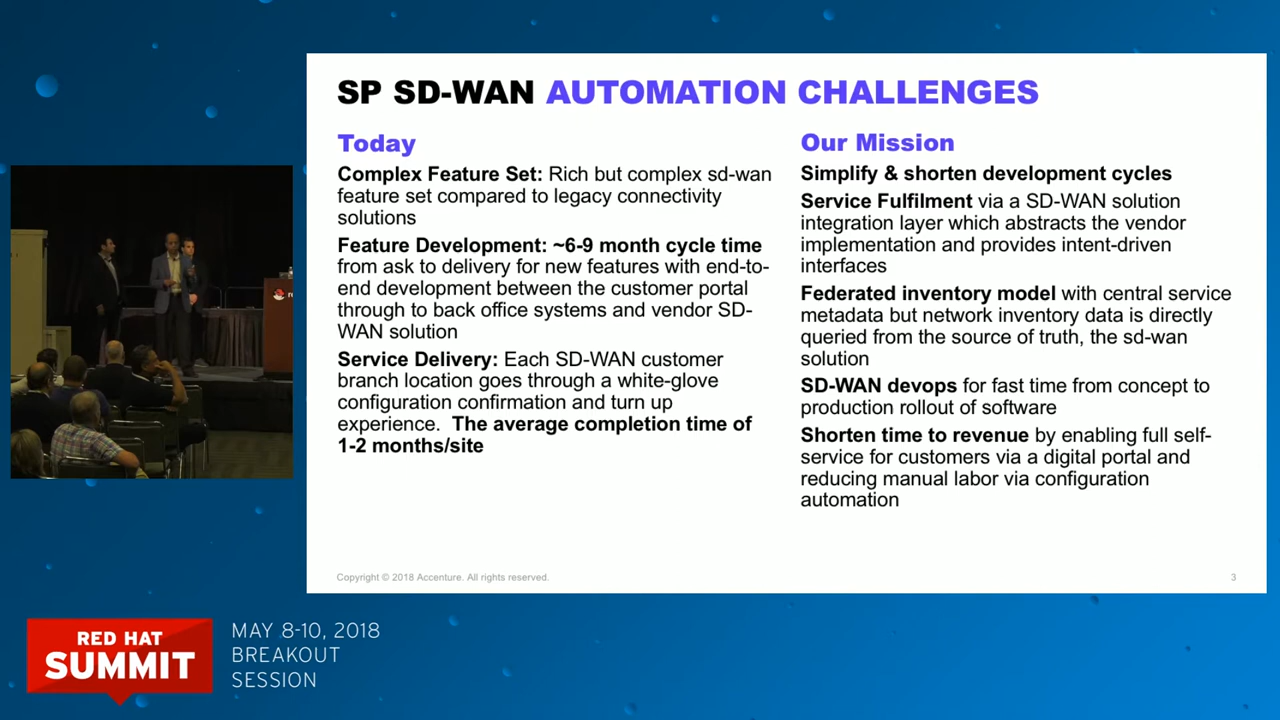 SP SD-WAN AUTOMATION CHALLENGES
Today
Complex Feature Set: Rich but complex sd-wan
feature set compared to legacy connectivity
solutions
Feature Development: ~6-9 month cycle time
from ask to delivery for new features with end-to-
end development between the customer portal
through to back office systems and vendor SD-
WAN solution
Service Delivery: Each SD-WAN customer
branch location goes through a white-glove
configuration confirmation and turn up
experience. The average completion time of
1-2 months/site
Our Mission
Simplify & shorten development cycles
Service Fulfilment via a SD-WAN solution
integration layer which abstracts the vendor
implementation and provides intent-driven
interfaces
Federated inventory model with central service
metadata but network inventory data is directly
queried from the source of truth, the sd-wan
solution
SD-WAN devops for fast time from concept to
production rollout of software
Shorten time to revenue by enabling full self-
service for customers via a digital portal and
reducing manual labor via configuration
automation
Copyright © 2018 Accenture. All rights reserved.
3
RED HAT
SUMMIT
MAY 8-10, 2018
BREAKOUT
SESSION